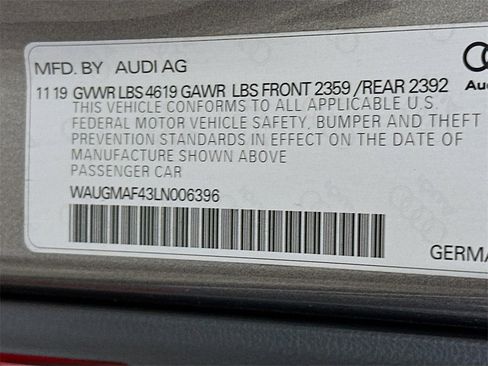 MFD. BY AUDI AG
11 19 GVWR LBS 4619 GAWR LBS FRONT 2359 /REAR 2392
THIS VEHICLE CONFORMS TO ALL APPLICABLE U.S.
FEDERAL MOTOR VEHICLE SAFETY, BUMPER AND THEFT
PREVENTION STANDARDS IN EFFECT ON THE DATE OF
MANUFACTURE SHOWN ABOVE
PASSENGER CAR
WAUGMAF43LN006396